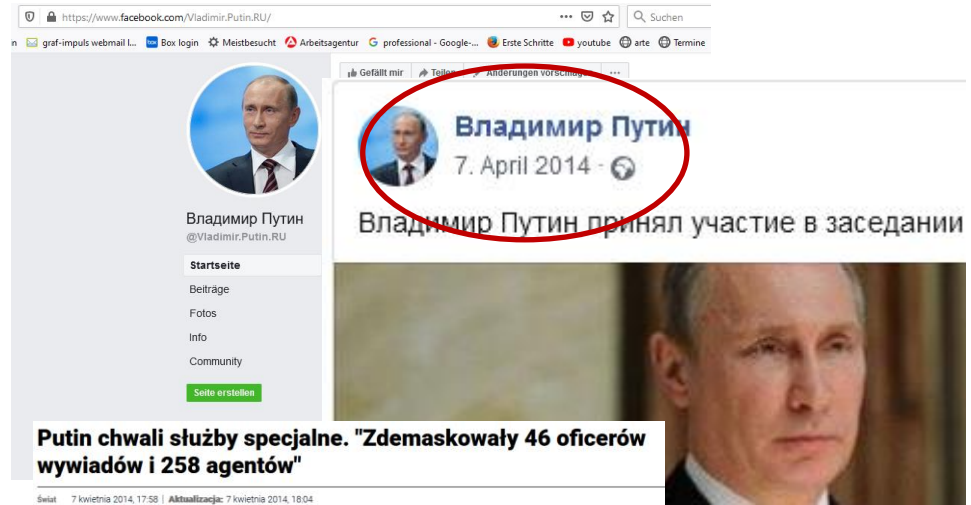 https://www.facebook.com/Vladimir.Putin.RU/
Suchen
n graf-impuls webmail l... Box login Meistbesucht Arbeitsagentur professional - Google-... Erste Schritte youtube arte Termine
Gefällt mir Teilen Änderungen vorschlagen ...
Владимир Путин
7. April 2014 ·
Владимир Путин принял участие в заседании
Владимир Путин
@Vladimir.Putin.RU
Startseite
Beiträge
Fotos
Info
Community
Seite erstellen
Putin chwali służby specjalne. "Zdemaskowały 46 oficerów
wywiadów i 258 agentów"
Świat 7 kwietnia 2014, 17:58 | Aktualizacja: 7 kwietnia 2014, 18:04